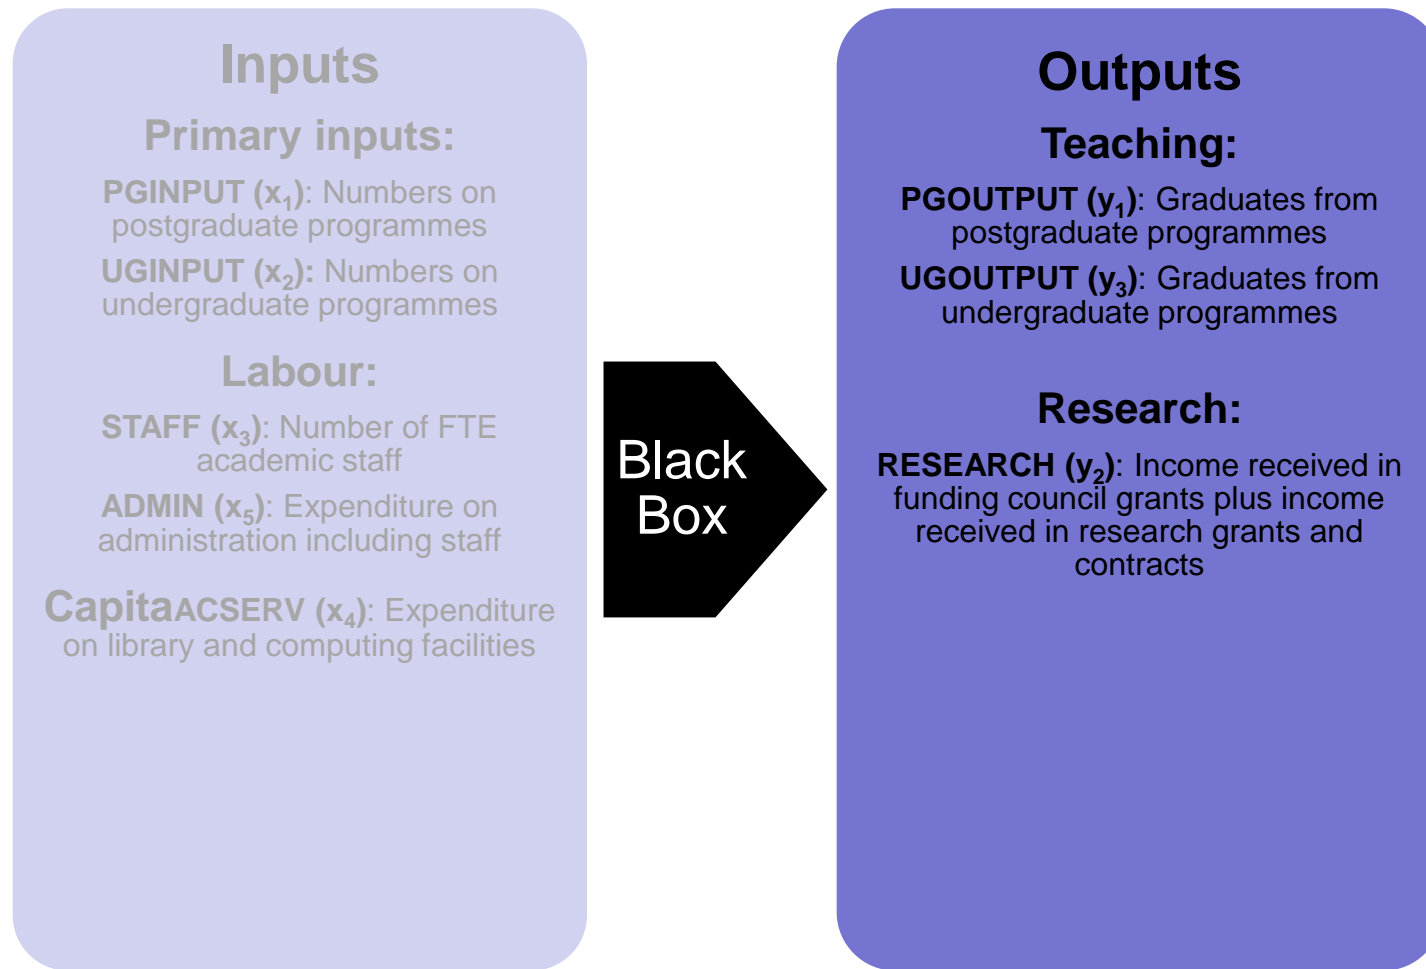 Inputs
Primary inputs:
PGINPUT (x₁): Numbers on
postgraduate programmes
UGINPUT (x₂): Numbers on
undergraduate programmes
Labour:
STAFF (x₃): Number of FTE
academic staff
ADMIN (x₅): Expenditure on
administration including staff
CapitaACSERV (x₄): Expenditure
on library and computing facilities
Black
Box
Outputs
Teaching:
PGOUTPUT (y₁): Graduates from
postgraduate programmes
UGOUTPUT (y₃): Graduates from
undergraduate programmes
Research:
RESEARCH (y₂): Income received in
funding council grants plus income
received in research grants and
contracts